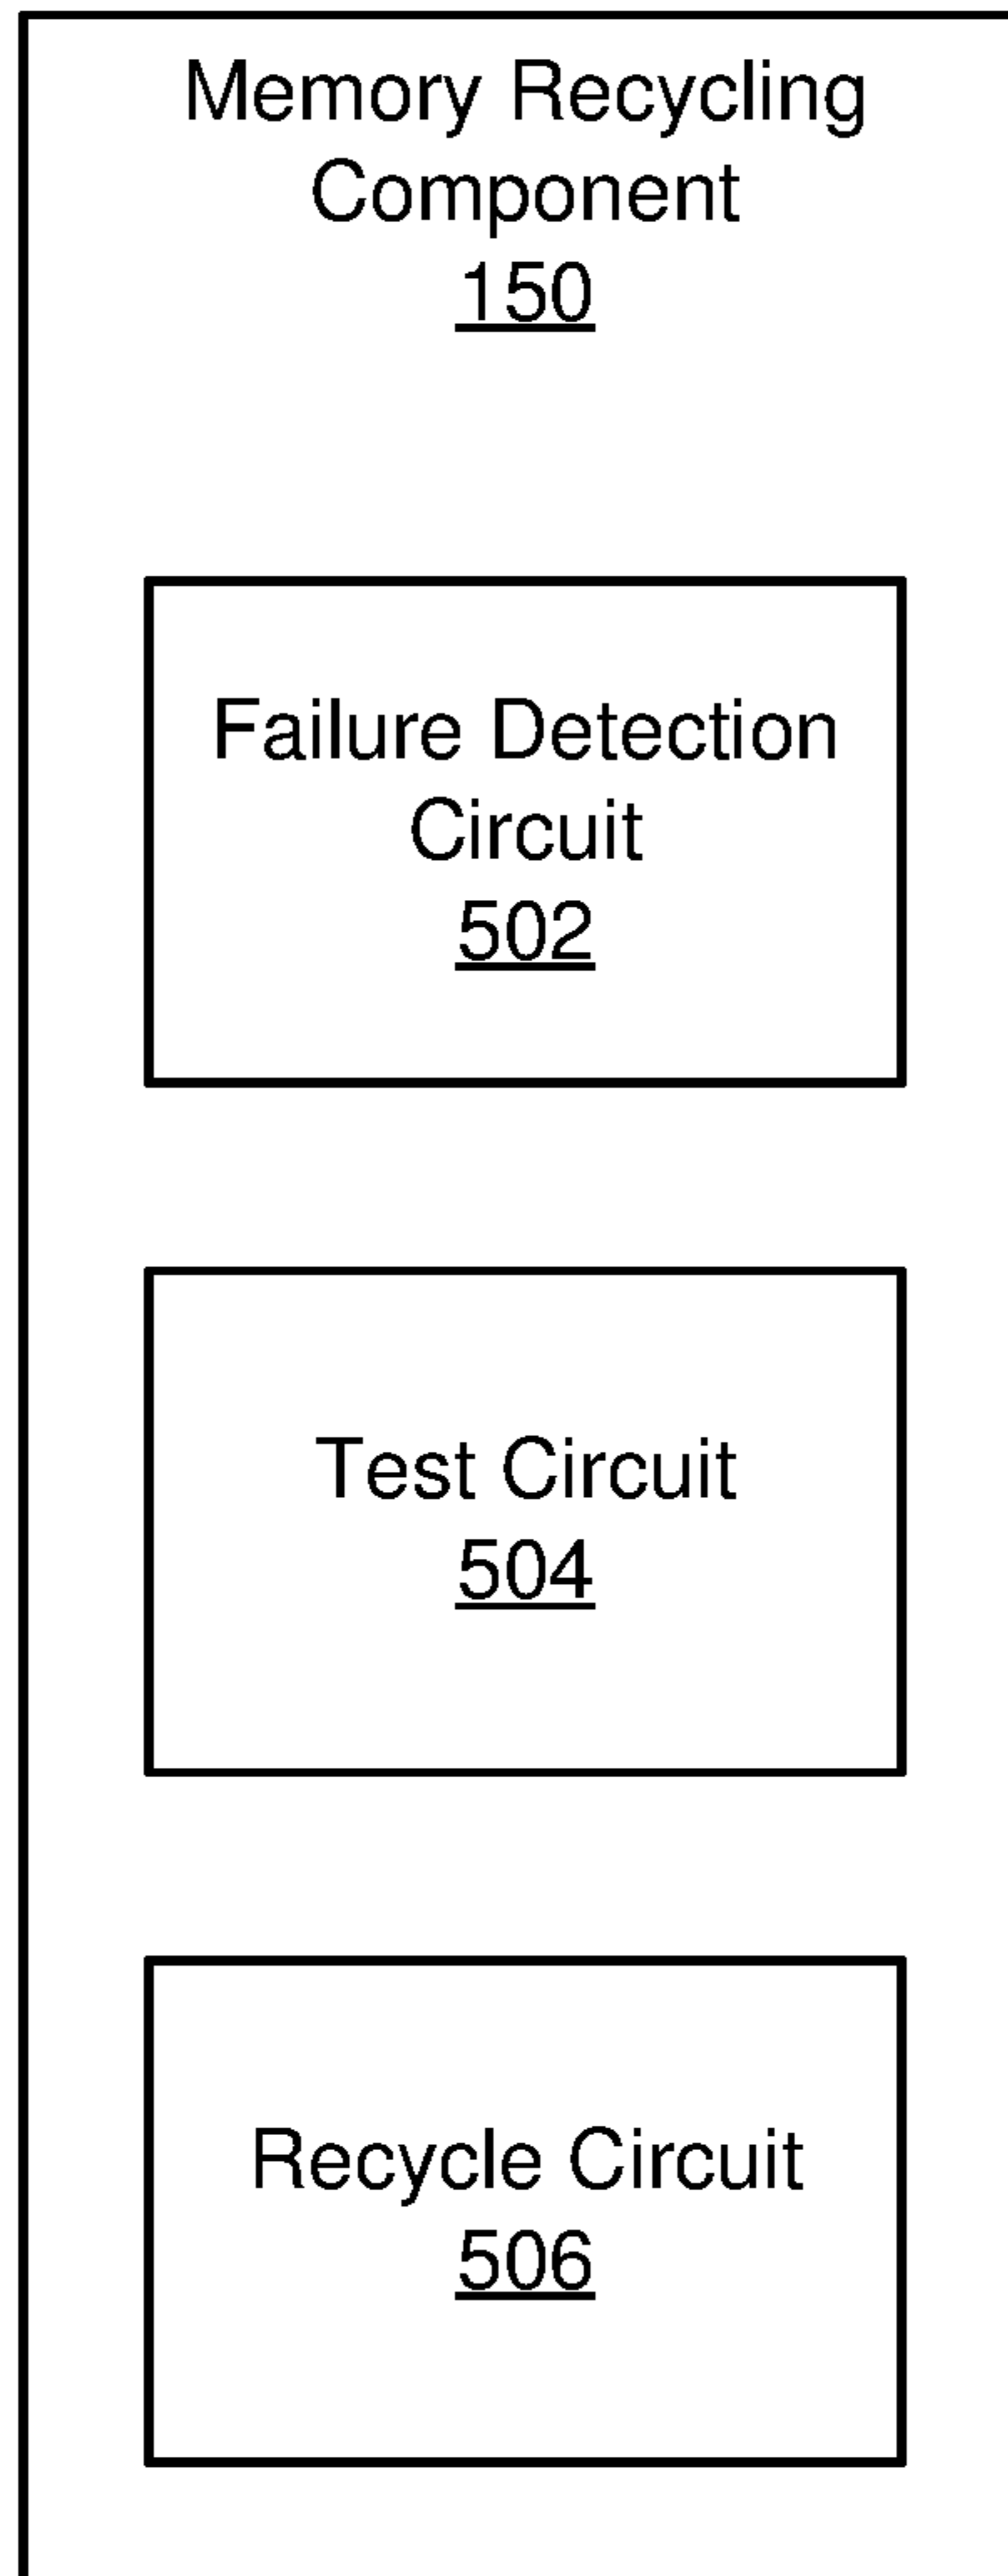 Memory Recycling
Component
150
Failure Detection
Circuit
502
Test Circuit
504
Recycle Circuit
506